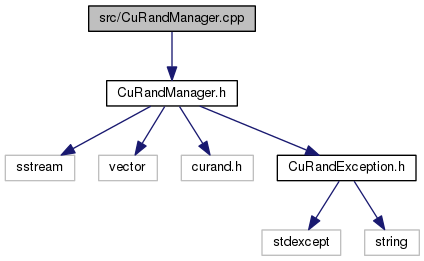 src/CuRandManager.cpp
CuRandManager.h
sstream
vector
curand.h
CuRandException.h
stdexcept
string